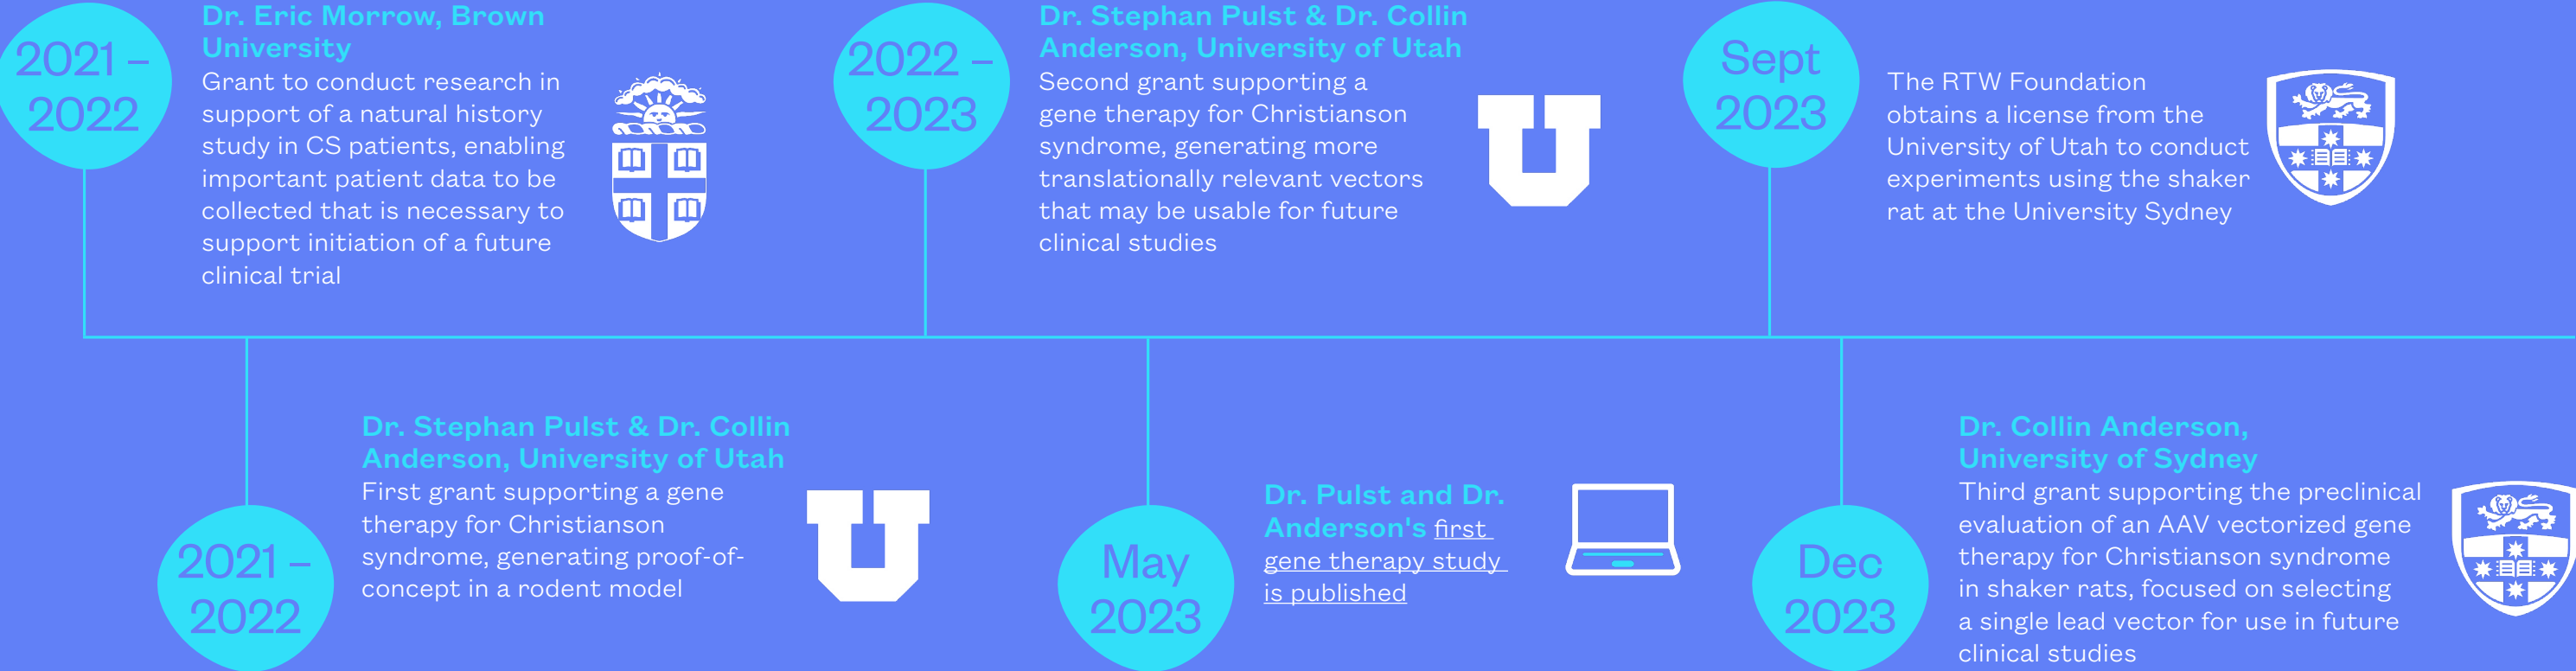 2021 –
2022
Dr. Eric Morrow, Brown
University
Grant to conduct research in
support of a natural history
study in CS patients, enabling
important patient data to be
collected that is necessary to
support initiation of a future
clinical trial
2021 –
2022
Dr. Stephan Pulst & Dr. Collin
Anderson, University of Utah
First grant supporting a gene
therapy for Christianson
syndrome, generating proof-of-
concept in a rodent model
2022 –
2023
Dr. Stephan Pulst & Dr. Collin
Anderson, University of Utah
Second grant supporting a
gene therapy for Christianson
syndrome, generating more
translationally relevant vectors
that may be usable for future
clinical studies
May
2023
Dr. Pulst and Dr.
Anderson's first
gene therapy study
is published
Sept
2023
The RTW Foundation
obtains a license from the
University of Utah to conduct
experiments using the shaker
rat at the University Sydney
Dec
2023
Dr. Collin Anderson,
University of Sydney
Third grant supporting the preclinical
evaluation of an AAV vectorized gene
therapy for Christianson syndrome
in shaker rats, focused on selecting
a single lead vector for use in future
clinical studies